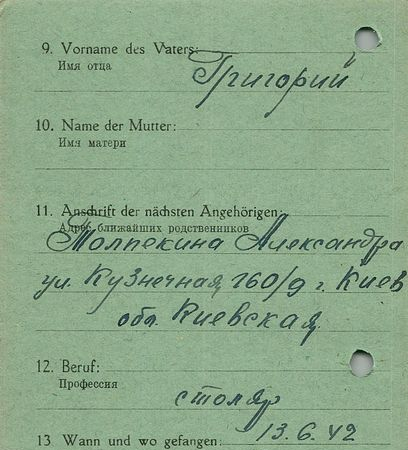 9. Vorname des Vaters:
Имя отца
Григорий
10. Name der Mutter:
Имя матери
11. Anschrift der nächsten Angehörigen
Адрес ближайших родственников
Толпекина Александра
ул. Кузнечная 160/9 г. Киев
обл. Киевская
12. Beruf:
Профессия
столяр
13 Wann und wo gefangen: 13.6.42